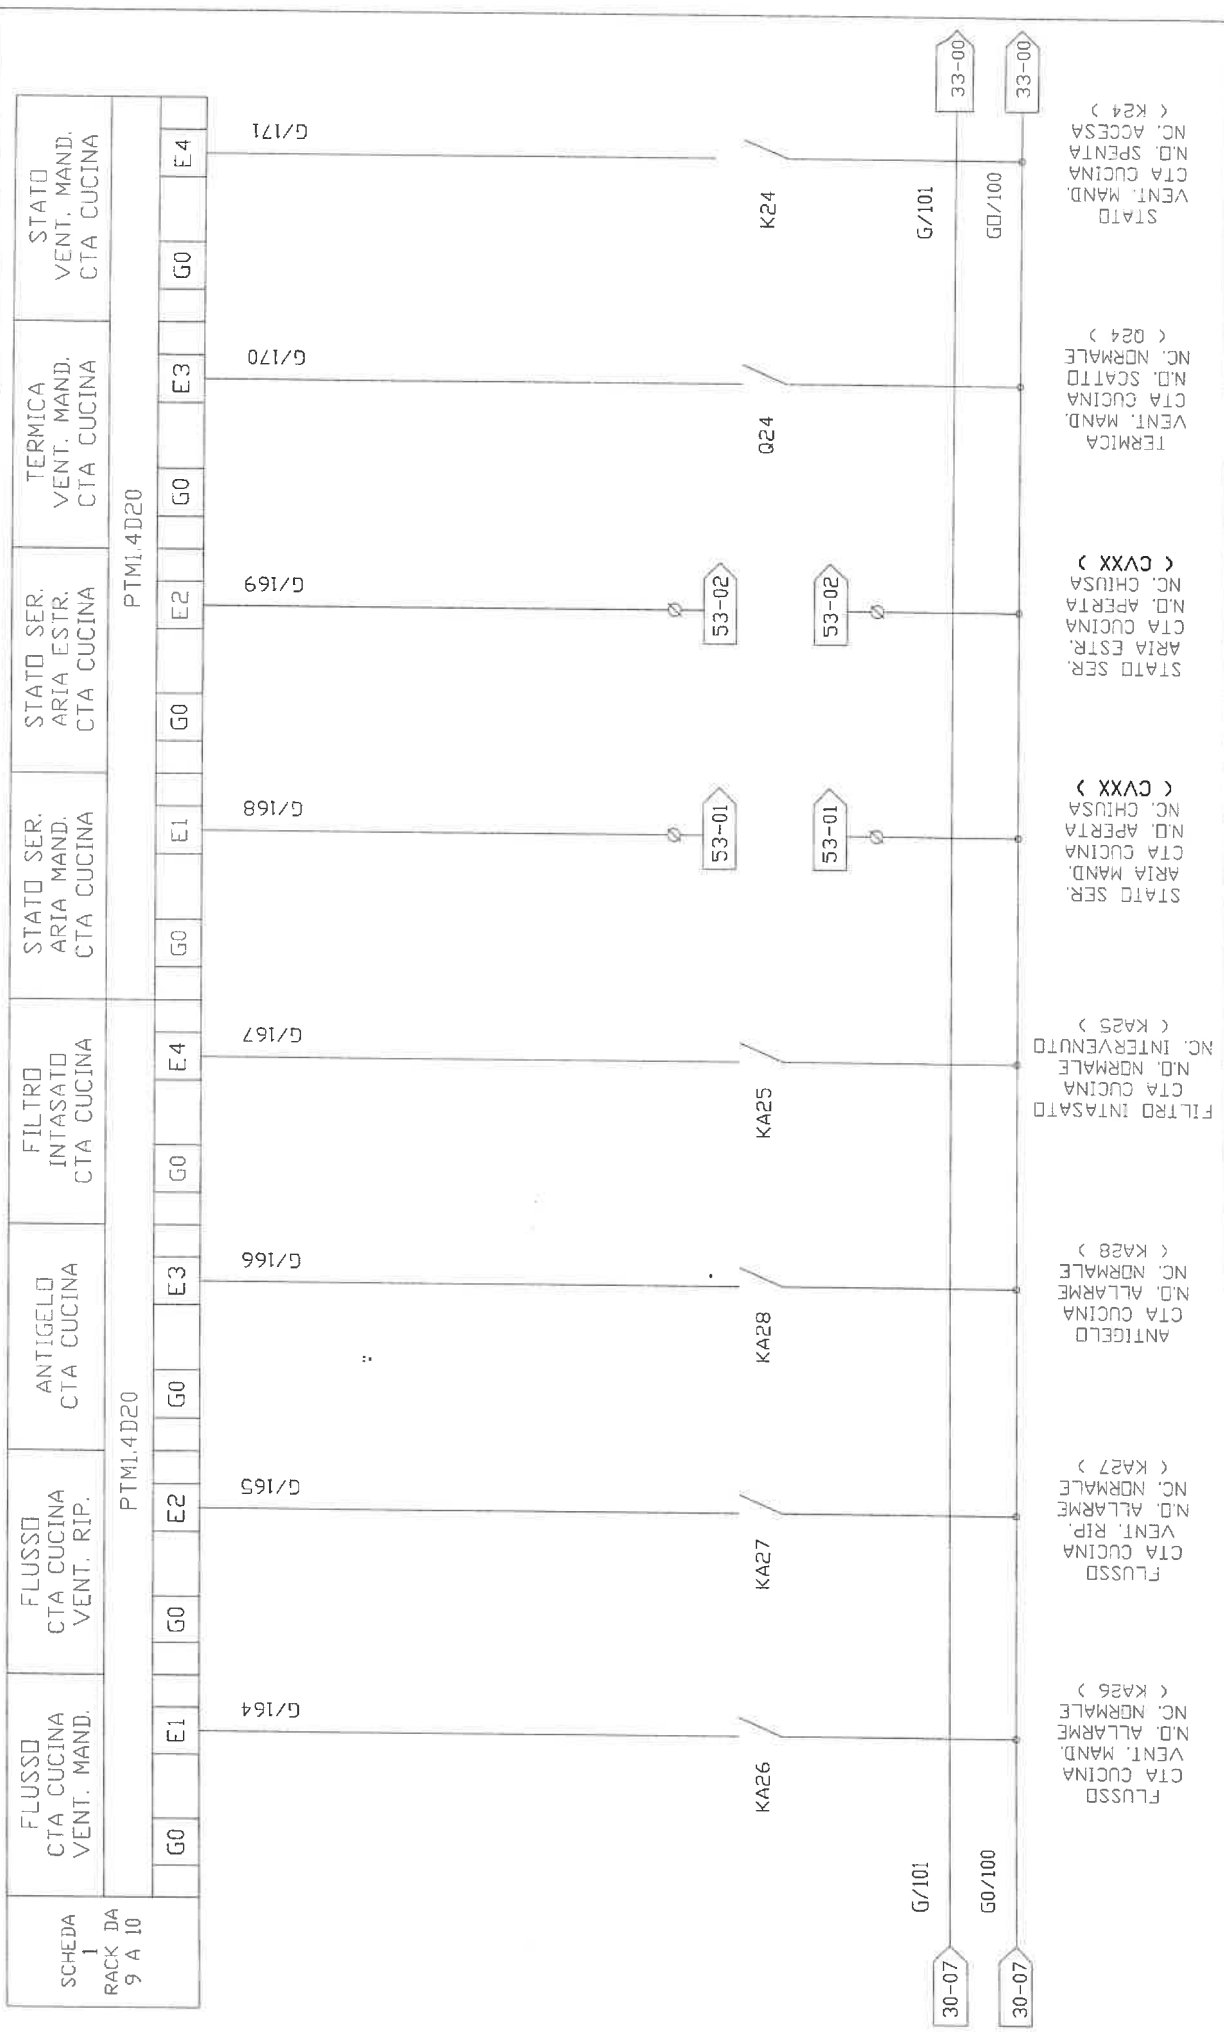 SCHEDA
1
RACK DA
9 A 10
FLUSSO
CTA CUCINA
VENT. MAND.
FLUSSO
CTA CUCINA
VENT. RIP.
ANTIGELO
CTA CUCINA
FILTRO
INTASATO
CTA CUCINA
STATO SER.
ARIA MAND.
CTA CUCINA
STATO SER.
ARIA ESTR.
CTA CUCINA
TERMICA
VENT. MAND.
CTA CUCINA
STATO
VENT. MAND.
CTA CUCINA
PTM1.4D20
PTM1.4D20
G0
E1
G0
E2
G0
E3
G0
E4
G0
E1
G0
E2
G0
E3
G0
E4
G/164
G/165
G/166
G/167
G/168
G/169
G/170
G/171
KA26
KA27
KA28
KA25
53-01
53-01
53-02
53-02
Q24
K24
30-07
G/101
G/101
33-00
30-07
G0/100
G0/100
33-00
FLUSSO
CTA CUCINA
VENT. MAND.
N.O. ALLARME
NC. NORMALE
( KA26 )
FLUSSO
CTA CUCINA
VENT. RIP.
N.O. ALLARME
NC. NORMALE
( KA27 )
ANTIGELO
CTA CUCINA
N.O. ALLARME
NC. NORMALE
( KA28 )
FILTRO INTASATO
CTA CUCINA
N.O. NORMALE
NC. INTERVENUTO
( KA25 )
STATO SER.
ARIA MAND.
CTA CUCINA
N.O. APERTA
NC. CHIUSA
( CVXX )
STATO SER.
ARIA ESTR.
CTA CUCINA
N.O. APERTA
NC. CHIUSA
( CVXX )
TERMICA
VENT. MAND.
CTA CUCINA
N.O. SCATTO
NC. NORMALE
( Q24 )
STATO
VENT. MAND.
CTA CUCINA
N.O. SPENTA
NC. ACCESA
( K24 )